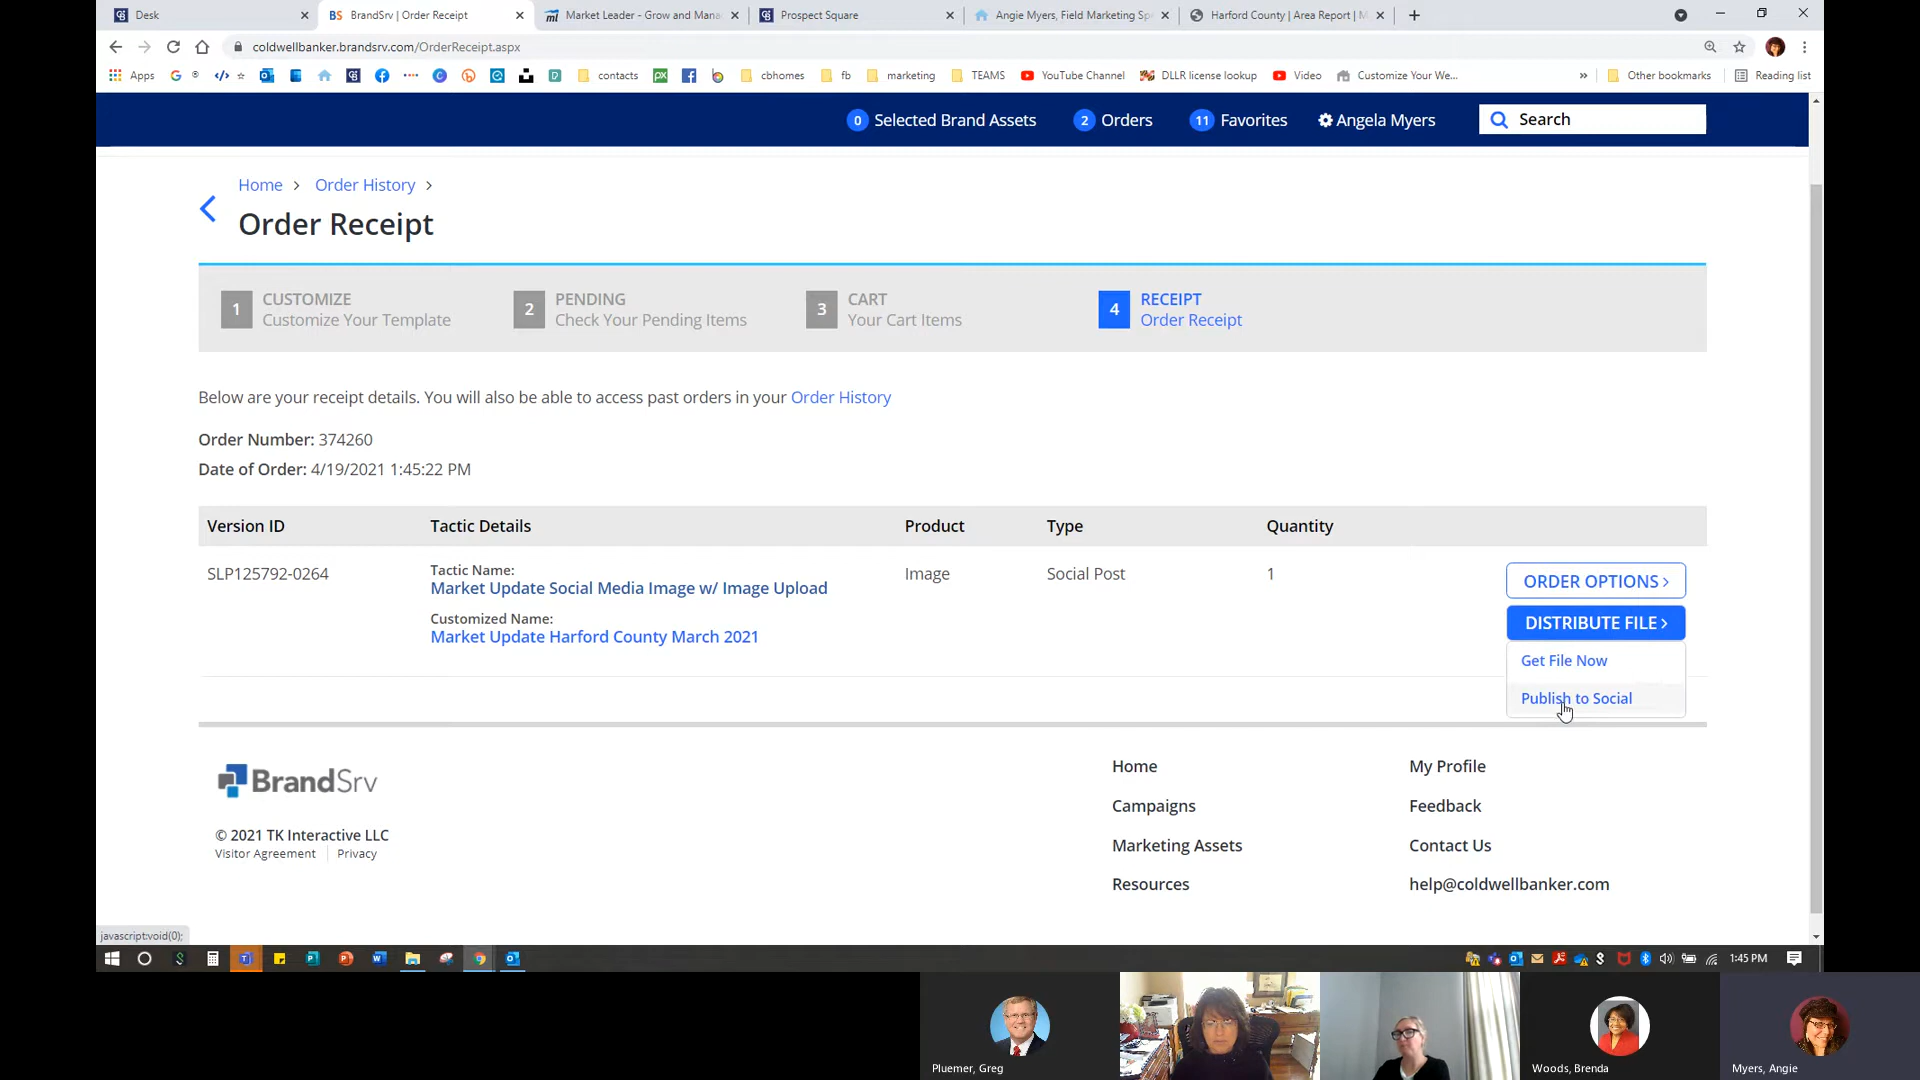 Desk
BS BrandSrv | Order Receipt
ml Market Leader - Grow and Mana
Prospect Square
Angie Myers, Field Marketing Sp
Harford County | Area Report | M
coldwellbanker.brandsrv.com/OrderReceipt.aspx
Apps
contacts
cbhomes
fb
marketing
TEAMS
YouTube Channel
DLLR license lookup
Video
Customize Your We...
Other bookmarks
Reading list
0 Selected Brand Assets
2 Orders
11 Favorites
Angela Myers
Search
Home > Order History >
Order Receipt
1 CUSTOMIZE
Customize Your Template
2 PENDING
Check Your Pending Items
3 CART
Your Cart Items
4 RECEIPT
Order Receipt
Below are your receipt details. You will also be able to access past orders in your Order History
Order Number: 374260
Date of Order: 4/19/2021 1:45:22 PM
Version ID Tactic Details Product Type Quantity
SLP125792-0264
Tactic Name:
Market Update Social Media Image w/ Image Upload
Customized Name:
Market Update Harford County March 2021
Image
Social Post
1
ORDER OPTIONS >
DISTRIBUTE FILE >
Get File Now
Publish to Social
BrandSrv
© 2021 TK Interactive LLC
Visitor Agreement | Privacy
Home
Campaigns
Marketing Assets
Resources
My Profile
Feedback
Contact Us
help@coldwellbanker.com
javascript:void(0);
1:45 PM
Pluemer, Greg
Woods, Brenda
Myers, Angie